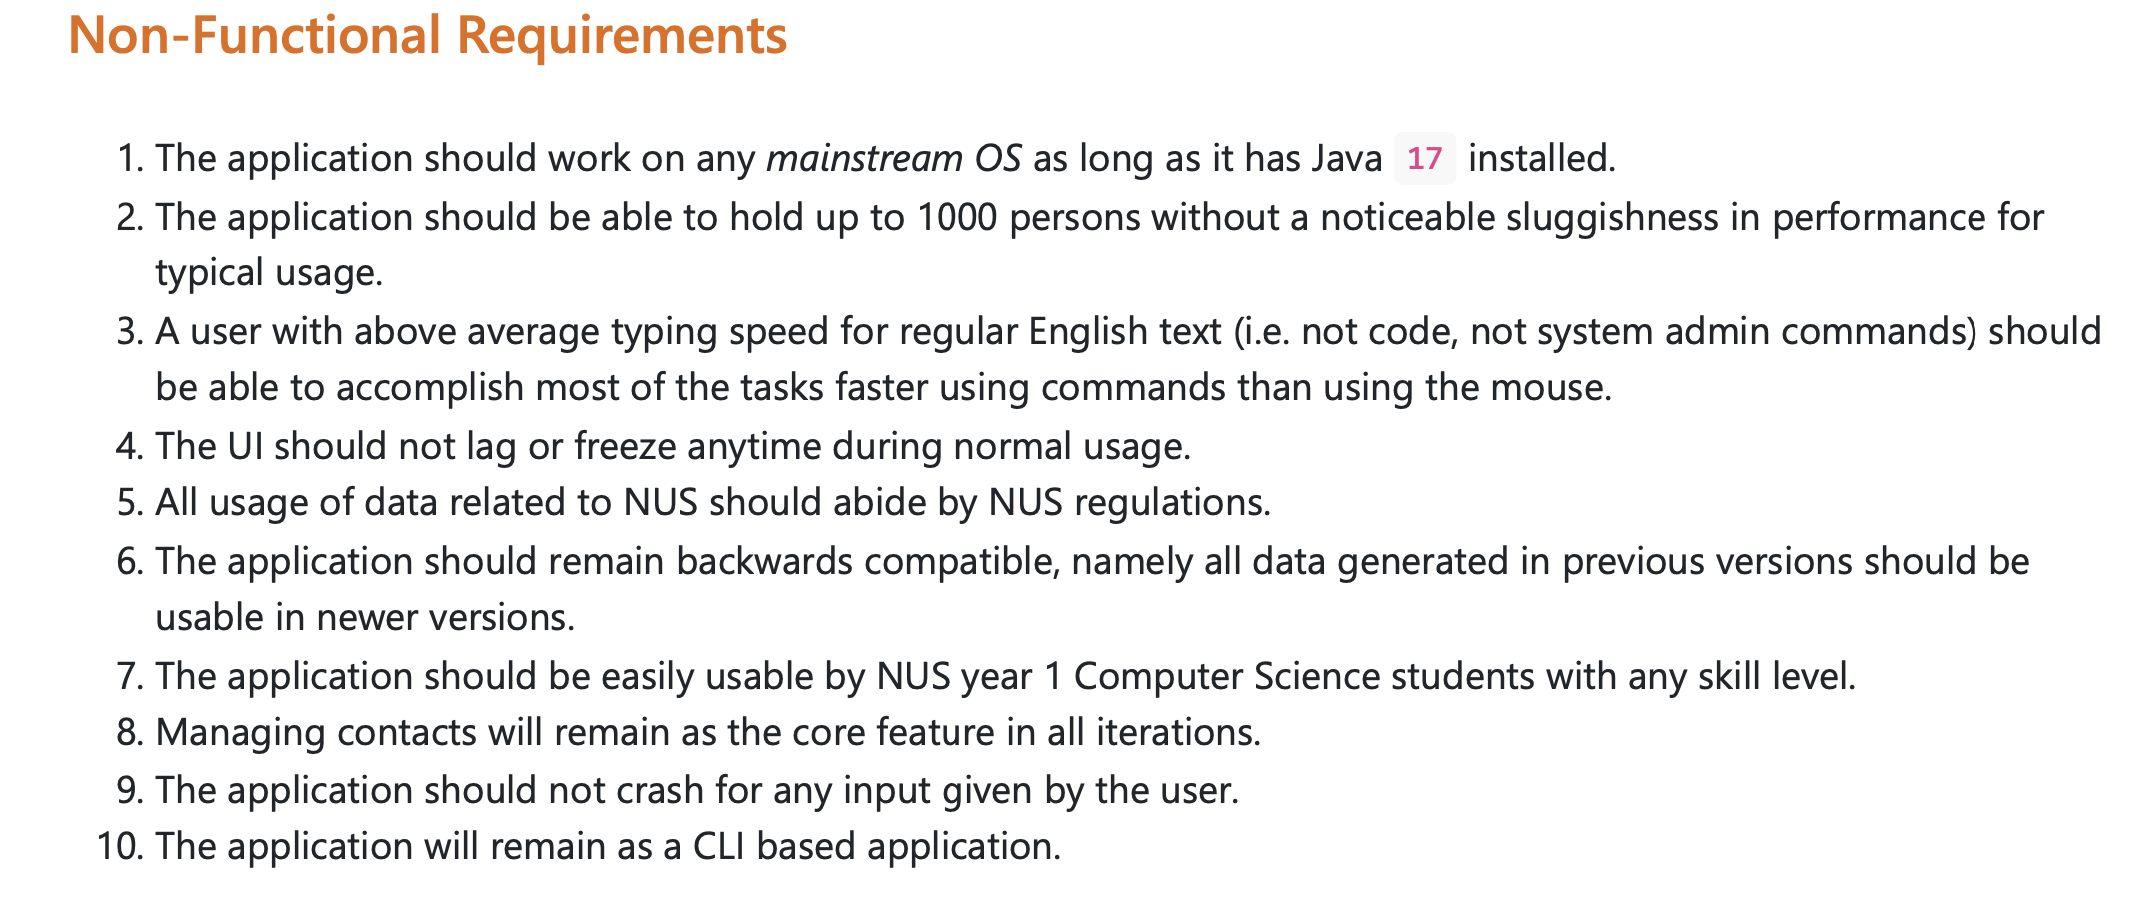 Non-Functional Requirements
1. The application should work on any mainstream OS as long as it has Java 17 installed.
2. The application should be able to hold up to 1000 persons without a noticeable sluggishness in performance for
typical usage.
3. A user with above average typing speed for regular English text (i.e. not code, not system admin commands) should
be able to accomplish most of the tasks faster using commands than using the mouse.
4. The UI should not lag or freeze anytime during normal usage.
5. All usage of data related to NUS should abide by NUS regulations.
6. The application should remain backwards compatible, namely all data generated in previous versions should be
usable in newer versions.
7. The application should be easily usable by NUS year 1 Computer Science students with any skill level.
8. Managing contacts will remain as the core feature in all iterations.
9. The application should not crash for any input given by the user.
10. The application will remain as a CLI based application.